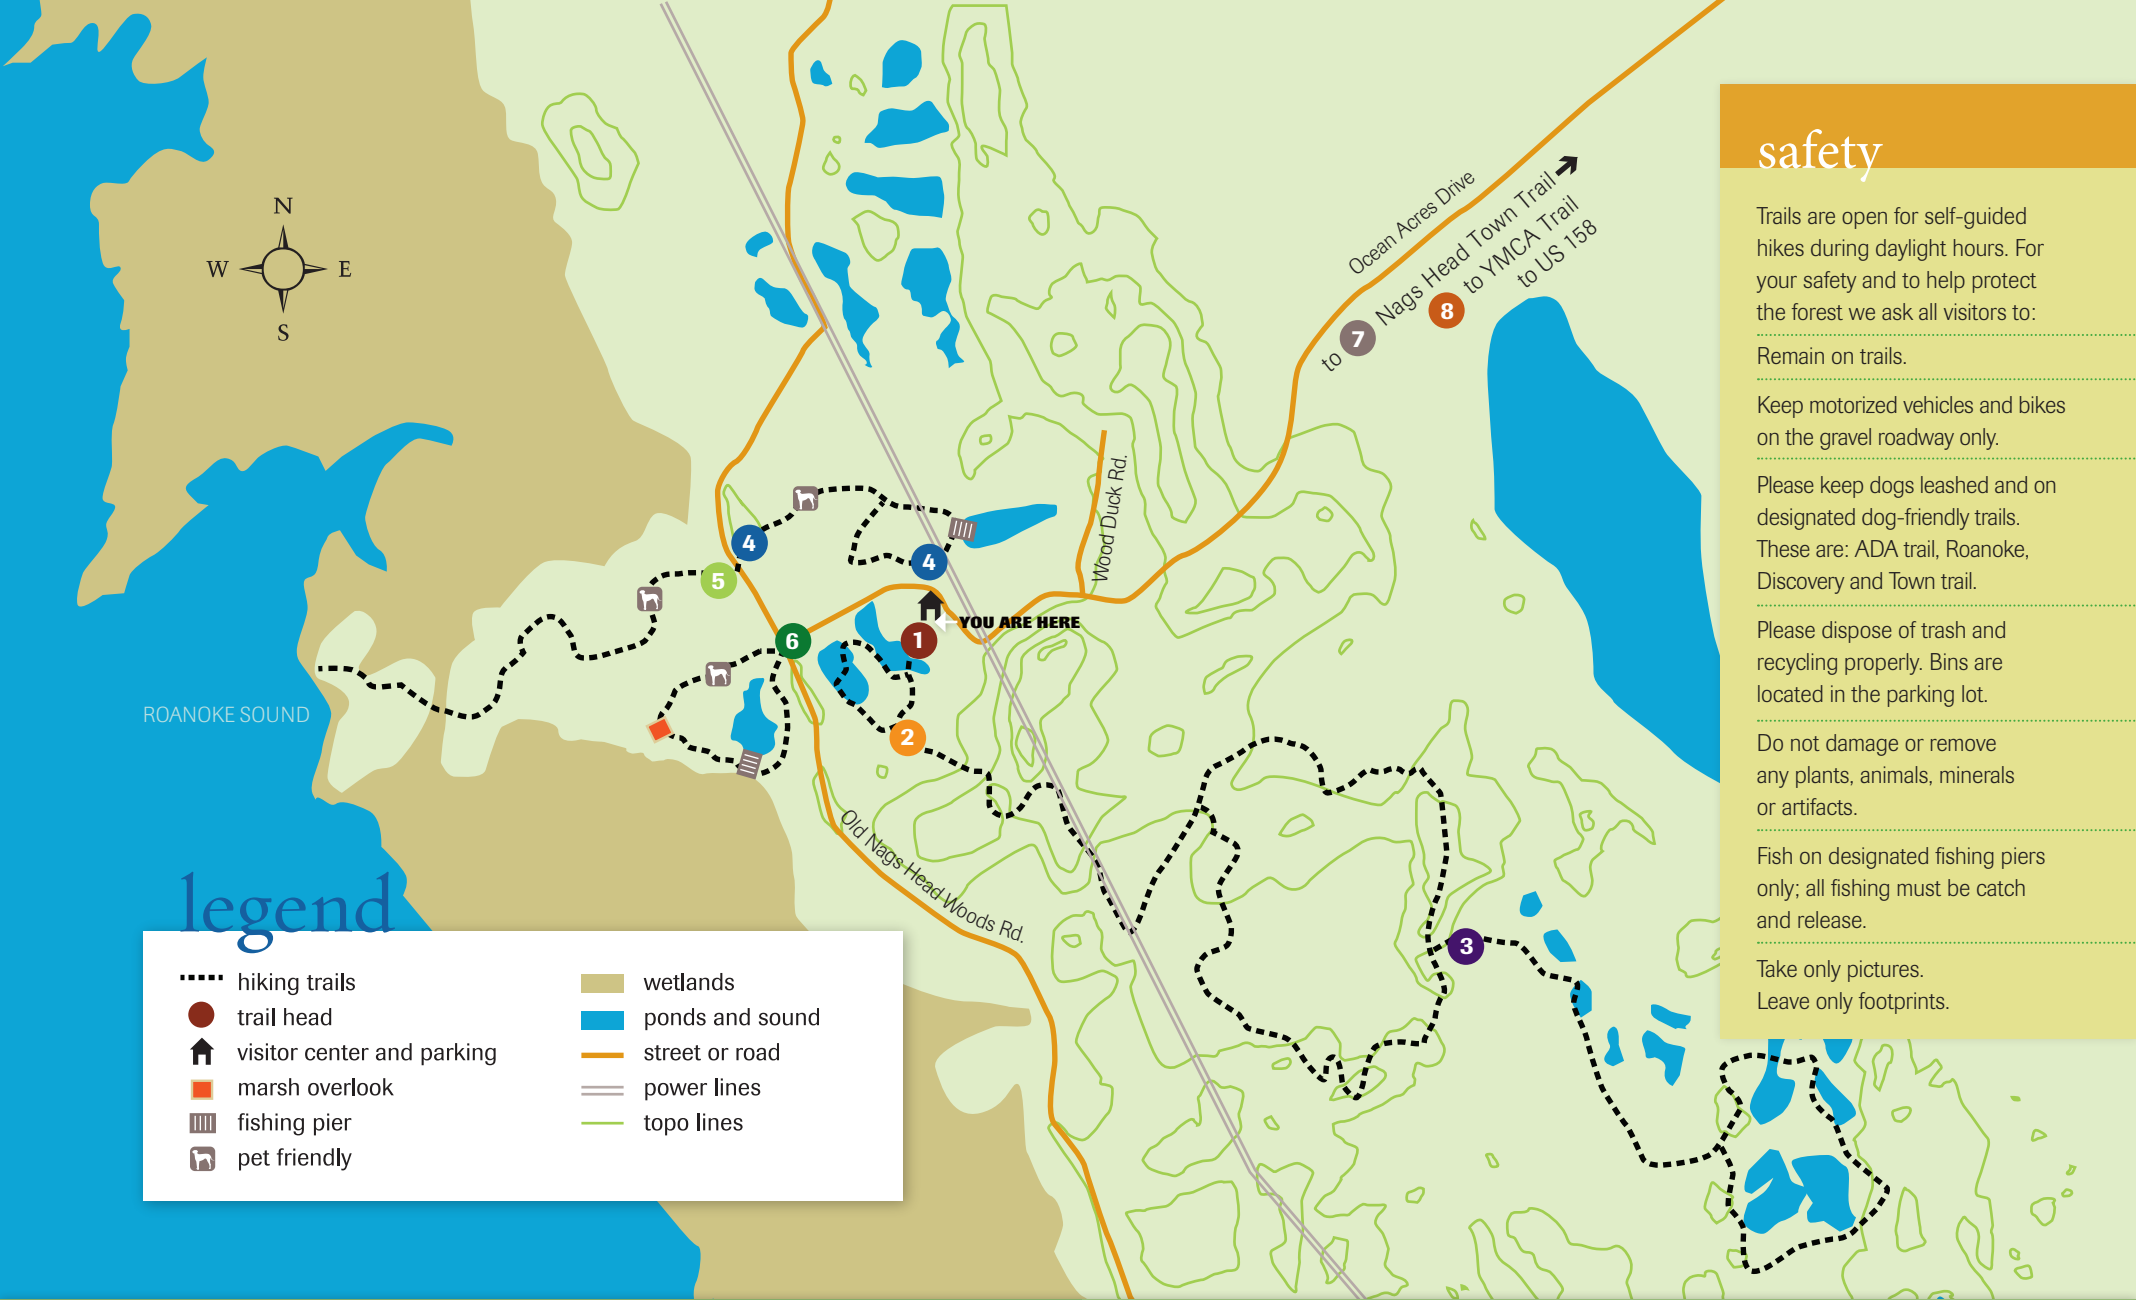 N
W
E
S
ROANOKE SOUND
4
5
6
4
1
2
3
YOU ARE HERE
Wood Duck Rd.
Old Nags Head Woods Rd.
Ocean Acres Drive
to 7 Nags Head Town Trail
8 to YMCA Trail
to US 158
legend
hiking trails
trail head
visitor center and parking
marsh overlook
fishing pier
pet friendly
wetlands
ponds and sound
street or road
power lines
topo lines
safety
Trails are open for self-guided
hikes during daylight hours. For
your safety and to help protect
the forest we ask all visitors to:
Remain on trails.
Keep motorized vehicles and bikes
on the gravel roadway only.
Please keep dogs leashed and on
designated dog-friendly trails.
These are: ADA trail, Roanoke,
Discovery and Town trail.
Please dispose of trash and
recycling properly. Bins are
located in the parking lot.
Do not damage or remove
any plants, animals, minerals
or artifacts.
Fish on designated fishing piers
only; all fishing must be catch
and release.
Take only pictures.
Leave only footprints.